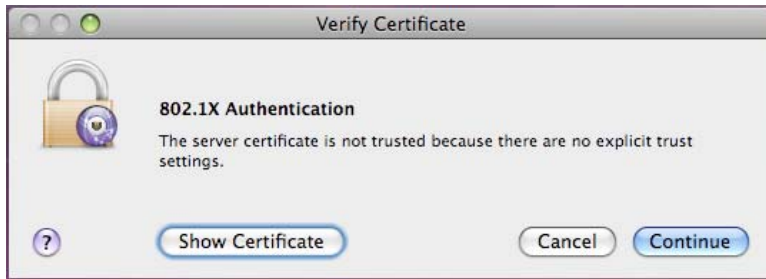 Verify Certificate
802.1X Authentication
The server certificate is not trusted because there are no explicit trust
settings.
?
Show Certificate
Cancel
Continue